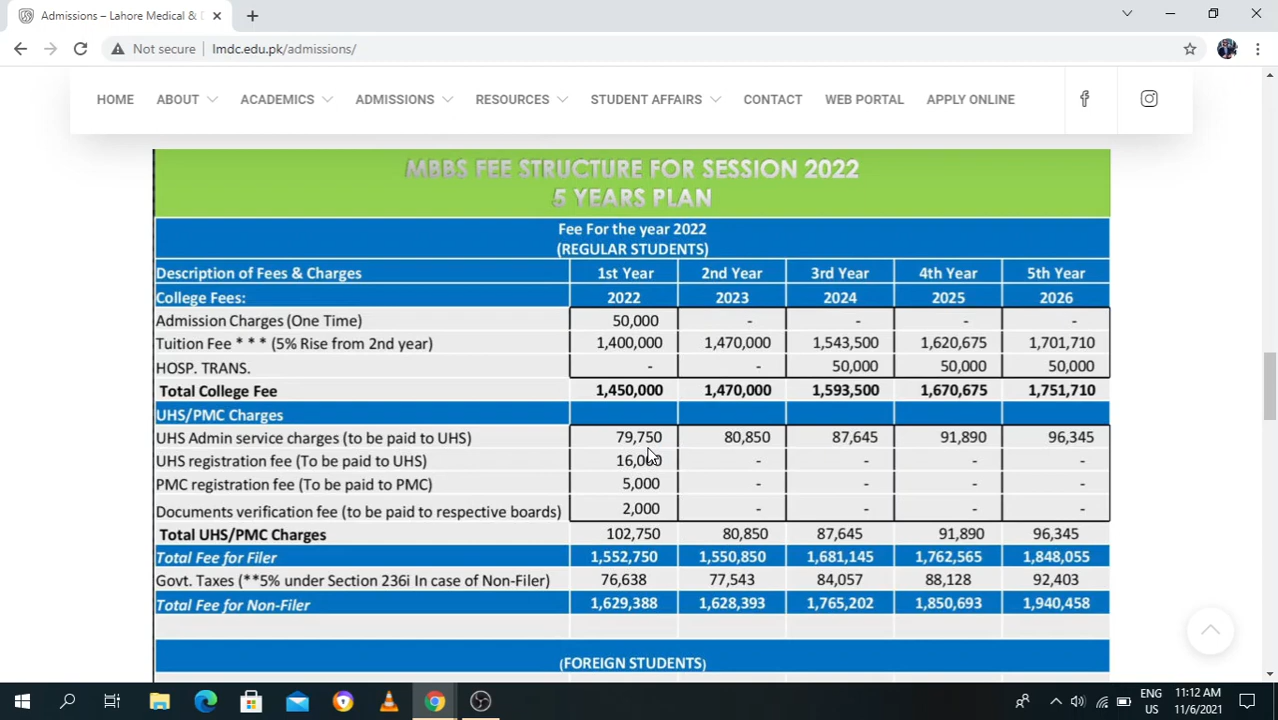 Admissions – Lahore Medical &
Not secure
lmdc.edu.pk/admissions/
HOME ABOUT ACADEMICS ADMISSIONS RESOURCES STUDENT AFFAIRS CONTACT WEB PORTAL APPLY ONLINE
MBBS FEE STRUCTURE FOR SESSION 2022
5 YEARS PLAN
Fee For the year 2022
(REGULAR STUDENTS)
Description of Fees & Charges 1st Year 2nd Year 3rd Year 4th Year 5th Year
College Fees: 2022 2023 2024 2025 2026
Admission Charges (One Time) 50,000 - - - -
Tuition Fee * * * (5% Rise from 2nd year) 1,400,000 1,470,000 1,543,500 1,620,675 1,701,710
HOSP. TRANS. - - 50,000 50,000 50,000
Total College Fee 1,450,000 1,470,000 1,593,500 1,670,675 1,751,710
UHS/PMC Charges
UHS Admin service charges (to be paid to UHS) 79,750 80,850 87,645 91,890 96,345
UHS registration fee (To be paid to UHS) 16,000 - - - -
PMC registration fee (To be paid to PMC) 5,000 - - - -
Documents verification fee (to be paid to respective boards) 2,000 - - - -
Total UHS/PMC Charges 102,750 80,850 87,645 91,890 96,345
Total Fee for Filer 1,552,750 1,550,850 1,681,145 1,762,565 1,848,055
Govt. Taxes (**5% under Section 236i In case of Non-Filer) 76,638 77,543 84,057 88,128 92,403
Total Fee for Non-Filer 1,629,388 1,628,393 1,765,202 1,850,693 1,940,458
(FOREIGN STUDENTS)
ENG 11:12 AM
US 11/6/2021